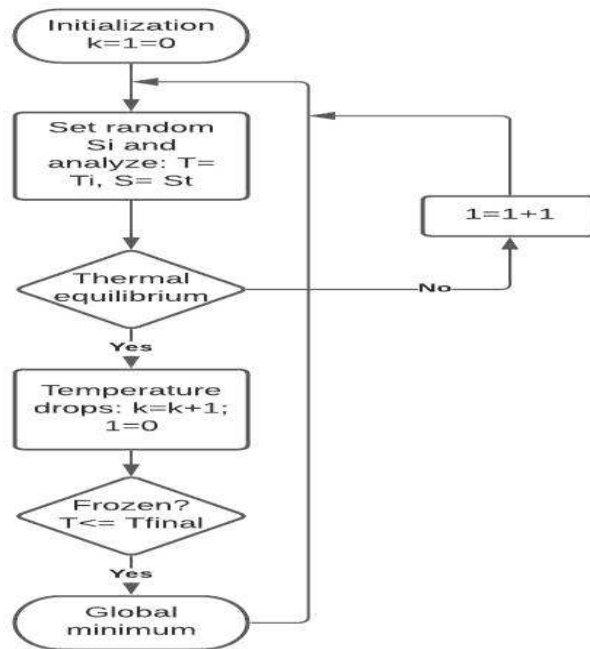 Initialization
k=1=0
Set random
Si and
analyze: T=
Ti, S= St
1=1+1
Thermal
equilibrium
No
Yes
Temperature
drops: k=k+1;
1=0
Frozen?
T<= Tfinal
Yes
Global
minimum